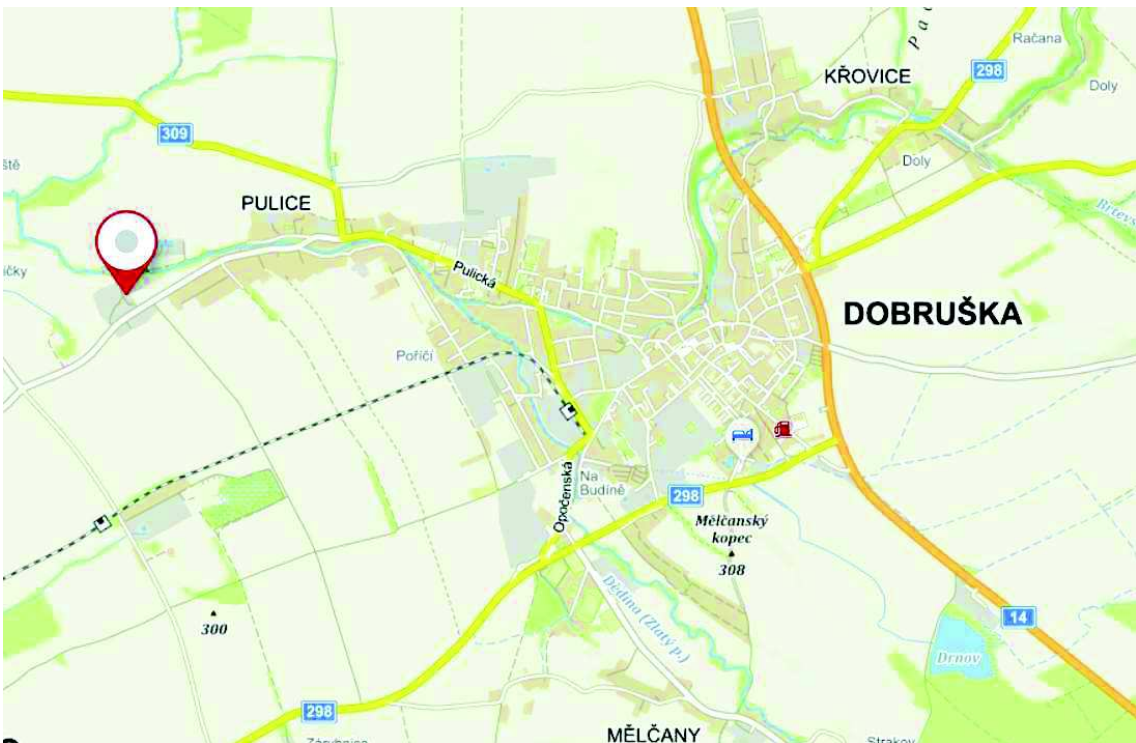 Račana
KŘOVICE
298
Doly
309
Doly
PULICE
Pulická
DOBRUŠKA
Poříčí
Opočenská
Na
Budíně
298
Mělčanský
kopec
308
300
Dědina (Zlatý p.)
14
Drnov
298
MĚLČANY
Strakov